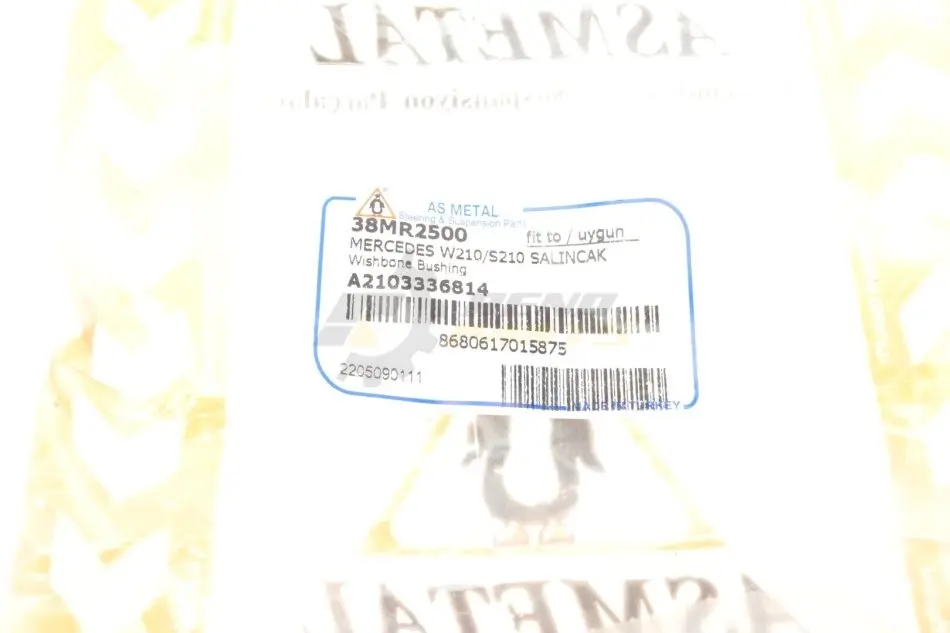 ASMETAL
AS METAL
Steering & Suspension Parts
38MR2500
fit to / uygun
MERCEDES W210/S210 SALINCAK
Wishbone Bushing
A2103336814
8680617015875
2205090111
MADE IN TURKEY
ASMETAL